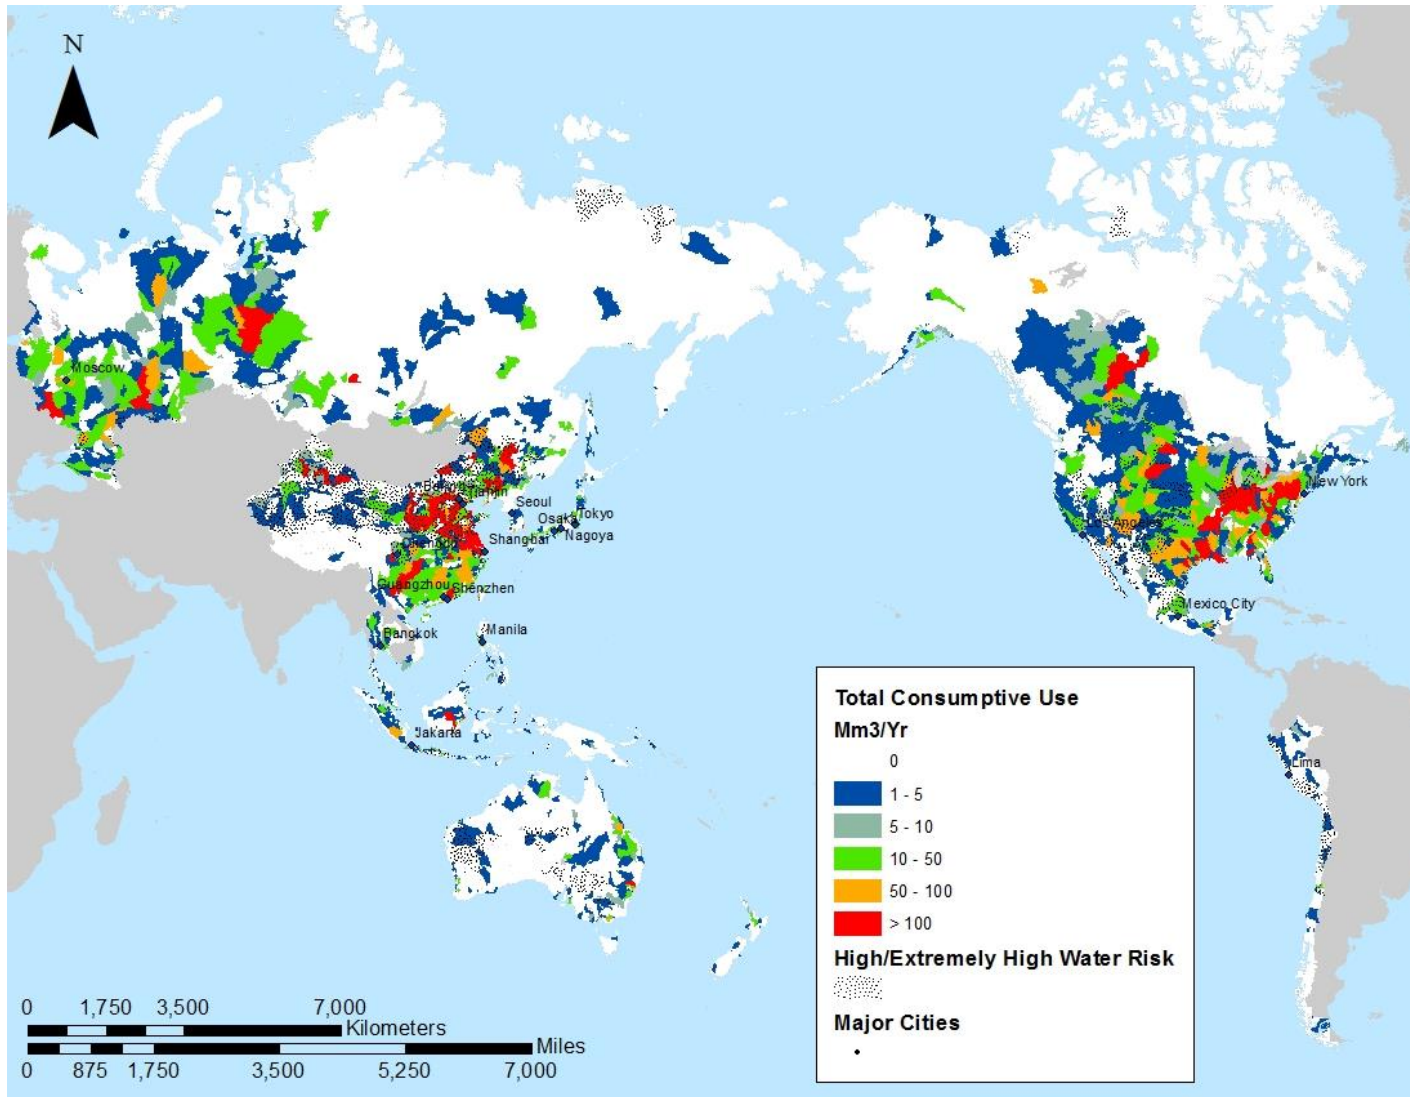 N
Moscow
Tianjin
Seoul
Tokyo
Osaka
Nagoya
Shanghai
Guangzhou
Shenzhen
Bangkok
Manila
Jakarta
New York
Los Angeles
Mexico City
Lima
Total Consumptive Use
Mm3/Yr
0
1 - 5
5 - 10
10 - 50
50 - 100
> 100
High/Extremely High Water Risk
Major Cities
0 1,750 3,500 7,000
Kilometers
Miles
0 875 1,750 3,500 5,250 7,000